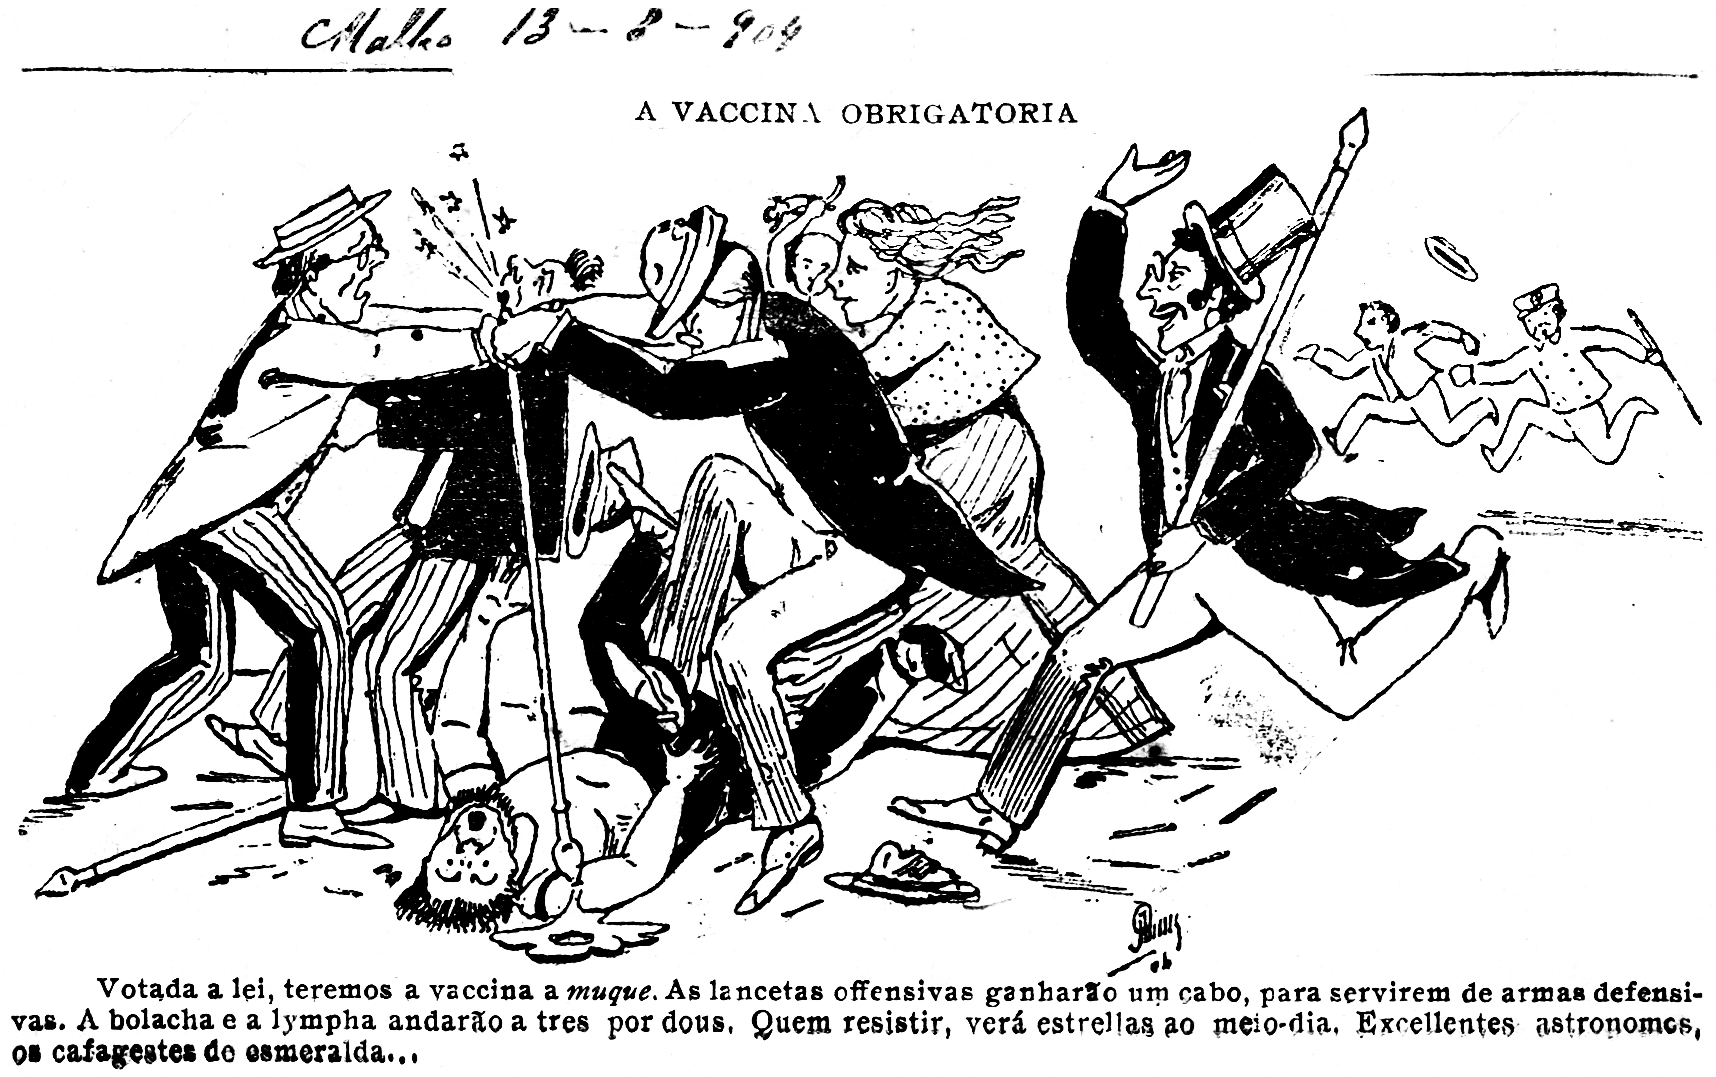 Malho 13 - 8 - 904
A VACCINA OBRIGATORIA
Votada a lei, teremos a vaccina a muque. As lancetas offensivas ganharão um cabo, para servirem de armas defensi-
vas. A bolacha e a lympha andarão a tres por dous. Quem resistir, verá estrellas ao meio-dia. Excellentes astronomos,
os cafagestes de esmeralda...